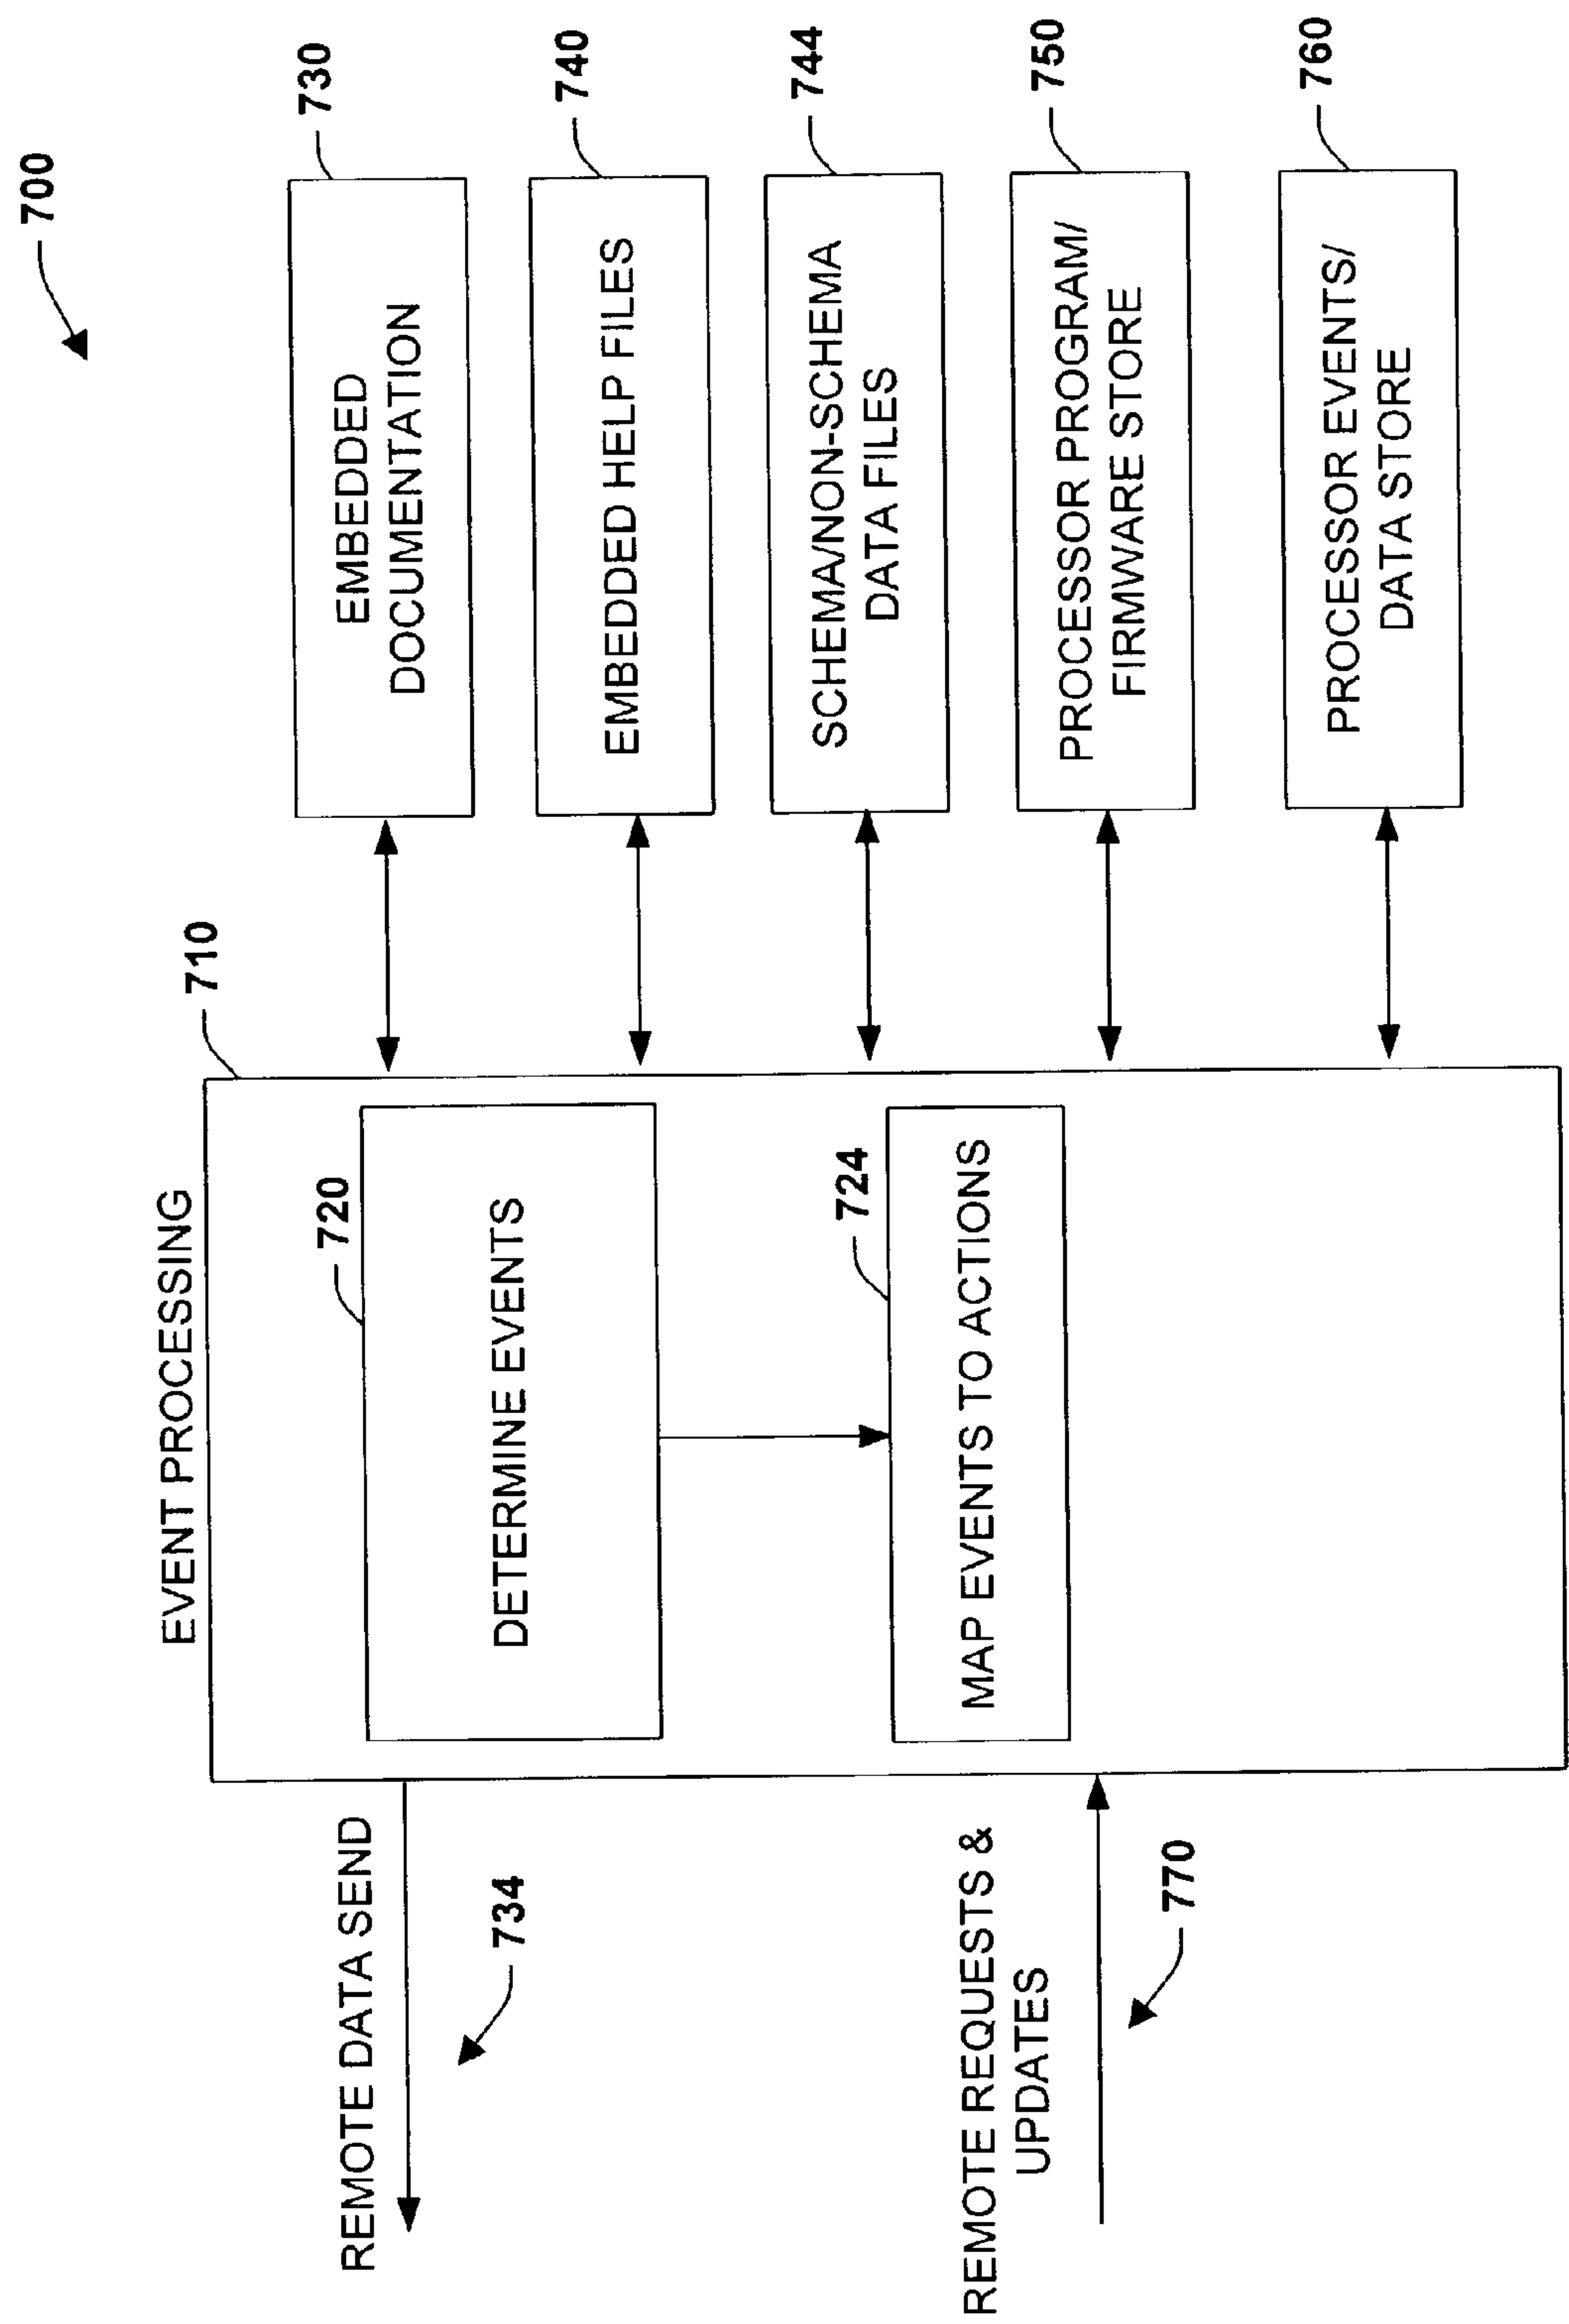 700
EVENT PROCESSING
710
730
EMBEDDED
DOCUMENTATION
REMOTE DATA SEND
734
720
DETERMINE EVENTS
740
EMBEDDED HELP FILES
744
SCHEMA/NON-SCHEMA
DATA FILES
724
MAP EVENTS TO ACTIONS
REMOTE REQUESTS &
UPDATES
770
750
PROCESSOR PROGRAM/
FIRMWARE STORE
760
PROCESSOR EVENTS/
DATA STORE